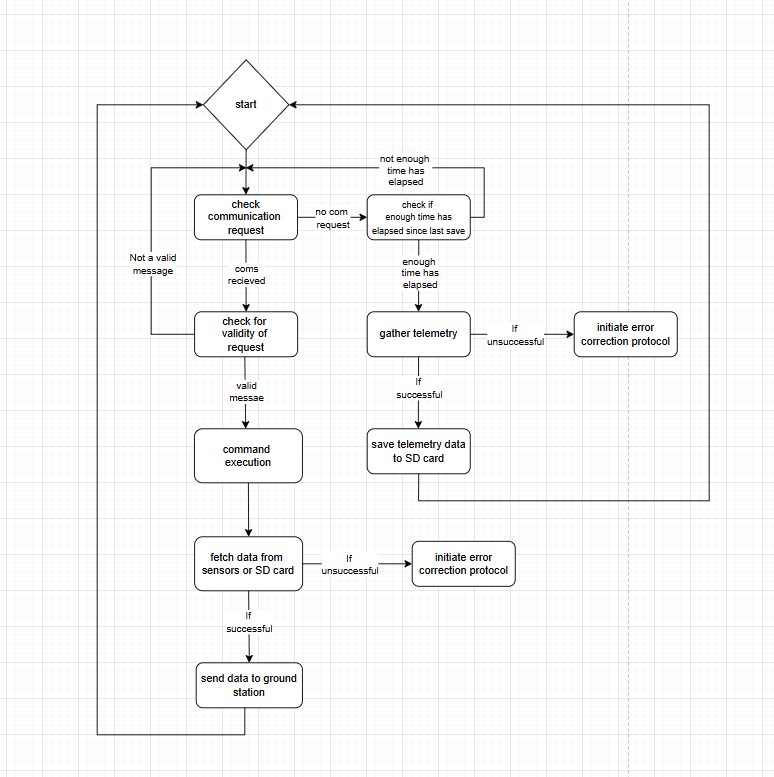 start
not enough
time has
elapsed
check
communication
request
no com
request
check if
enough time has
elapsed since last save
Not a valid
message
coms
recieved
enough
time has
elapsed
check for
validity of
request
gather telemetry
If
unsuccessful
initiate error
correction protocol
valid
messae
If
successful
command
execution
save telemetry data
to SD card
fetch data from
sensors or SD card
If
unsuccessful
initiate error
correction protocol
If
successful
send data to ground
station